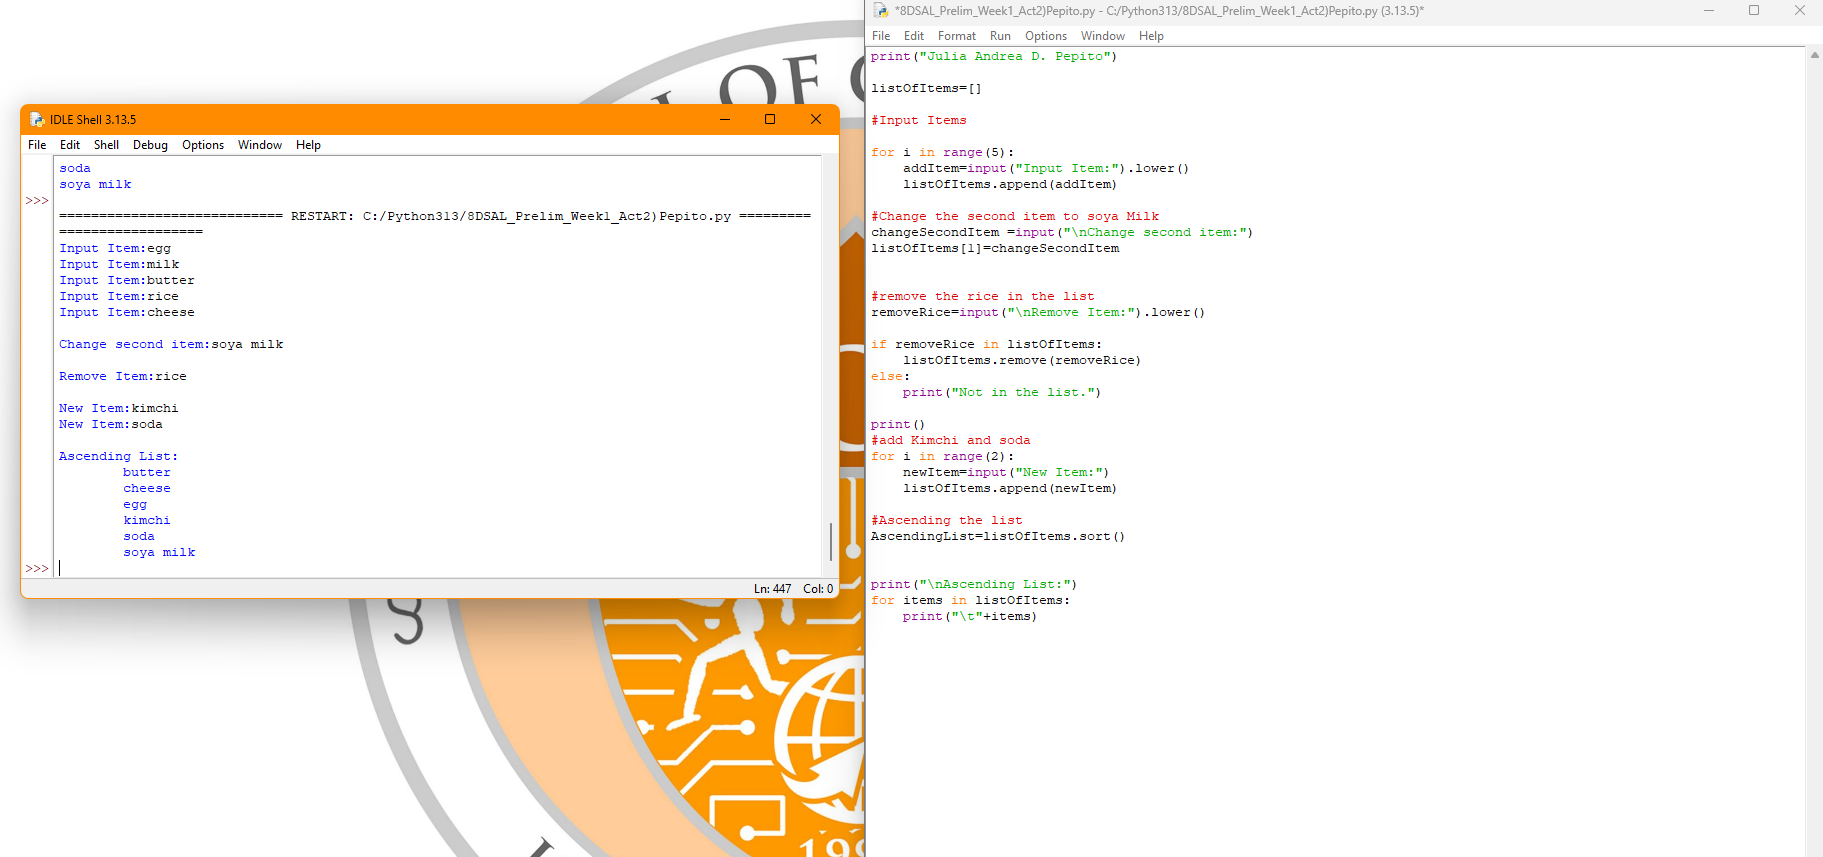 OF
IDLE Shell 3.13.5
File Edit Shell Debug Options Window Help
soda
soya milk
>>>
============================ RESTART: C:/Python313/8DSAL_Prelim_Week1_Act2)Pepito.py =========
==================
Input Item:egg
Input Item:milk
Input Item:butter
Input Item:rice
Input Item:cheese
Change second item:soya milk
Remove Item:rice
New Item:kimchi
New Item:soda
Ascending List:
butter
cheese
egg
kimchi
soda
soya milk
>>>
Ln: 447 Col: 0
*8DSAL_Prelim_Week1_Act2)Pepito.py - C:/Python313/8DSAL_Prelim_Week1_Act2)Pepito.py (3.13.5)*
File Edit Format Run Options Window Help
print("Julia Andrea D. Pepito")
listOfItems=[]
#Input Items
for i in range(5):
    addItem=input("Input Item:").lower()
    listOfItems.append(addItem)
#Change the second item to soya Milk
changeSecondItem =input("\nChange second item:")
listOfItems[1]=changeSecondItem
#remove the rice in the list
removeRice=input("\nRemove Item:").lower()
if removeRice in listOfItems:
    listOfItems.remove(removeRice)
else:
    print("Not in the list.")
print()
#add Kimchi and soda
for i in range(2):
    newItem=input("New Item:")
    listOfItems.append(newItem)
#Ascending the list
AscendingList=listOfItems.sort()
print("\nAscending List:")
for items in listOfItems:
    print("\t"+items)